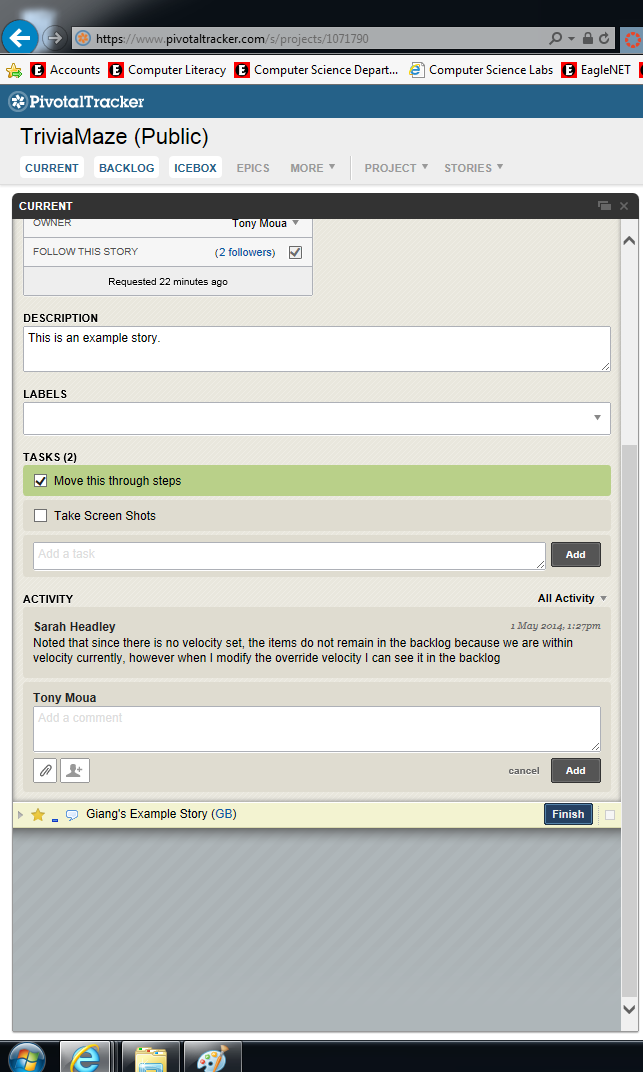 https://www.pivotaltracker.com/s/projects/1071790
Accounts Computer Literacy Computer Science Depart... Computer Science Labs EagleNET
PivotalTracker
TriviaMaze (Public)
CURRENT BACKLOG ICEBOX EPICS MORE PROJECT STORIES
CURRENT
OWNER Tony Moua
FOLLOW THIS STORY (2 followers)
Requested 22 minutes ago
DESCRIPTION
This is an example story.
LABELS
TASKS (2)
Move this through steps
Take Screen Shots
Add a task Add
ACTIVITY All Activity
Sarah Headley 1 May 2014, 1:27pm
Noted that since there is no velocity set, the items do not remain in the backlog because we are within
velocity currently, however when I modify the override velocity I can see it in the backlog
Tony Moua
Add a comment
cancel Add
Giang's Example Story (GB) Finish